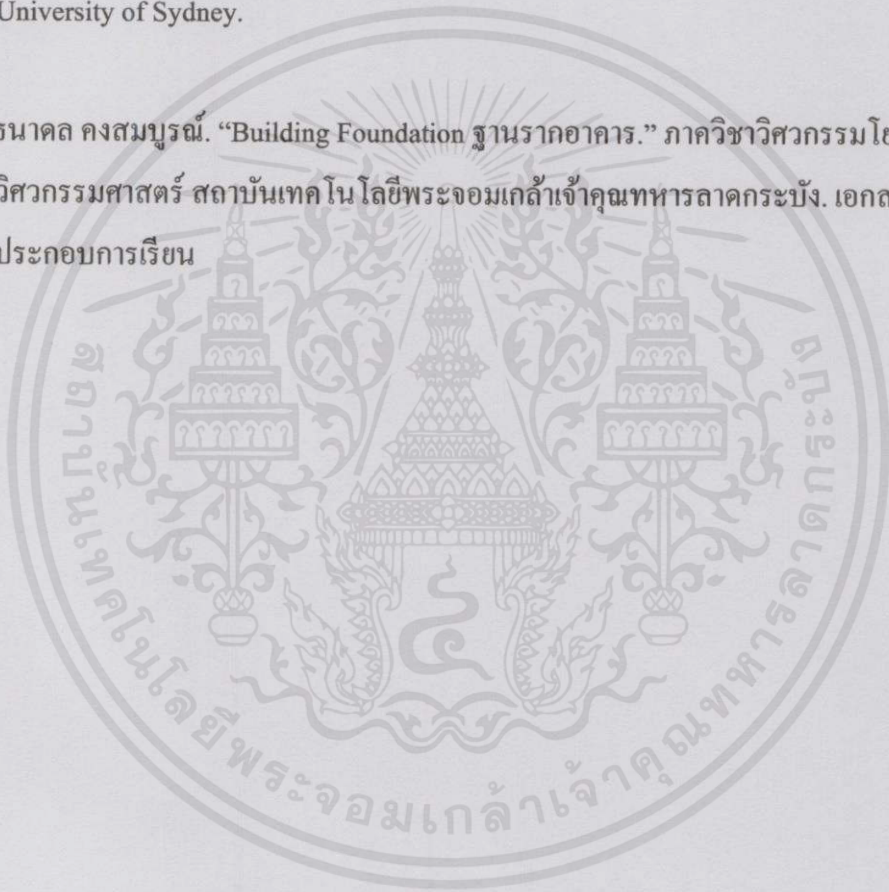 University of Sydney.
ธนาดล คงสมบูรณ์. “Building Foundation ฐานรากอาคาร.” ภาควิชาวิศวกรรมโย
วิศวกรรมศาสตร์ สถาบันเทคโนโลยีพระจอมเกล้าเจ้าคุณทหารลาดกระบัง. เอกส
ประกอบการเรียน
สถาบันเทคโนโลยีพระจอมเกล้าเจ้าคุณทหารลาดกระบัง